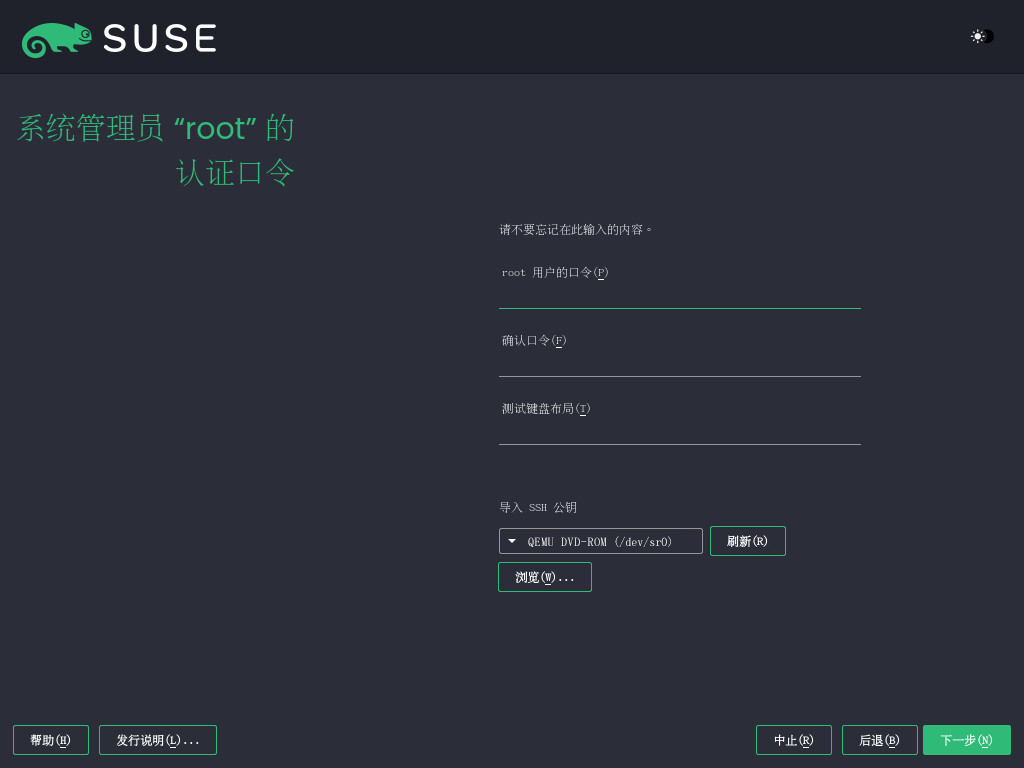 SUSE
系统管理员 “root” 的
认证口令
请不要忘记在此输入的内容。
root 用户的口令(P)
确认口令(F)
测试键盘布局(T)
导入 SSH 公钥
QEMU DVD-ROM (/dev/sr0) 刷新(R)
浏览(W)...
帮助(H) 发行说明(L)... 中止(R) 后退(B) 下一步(N)